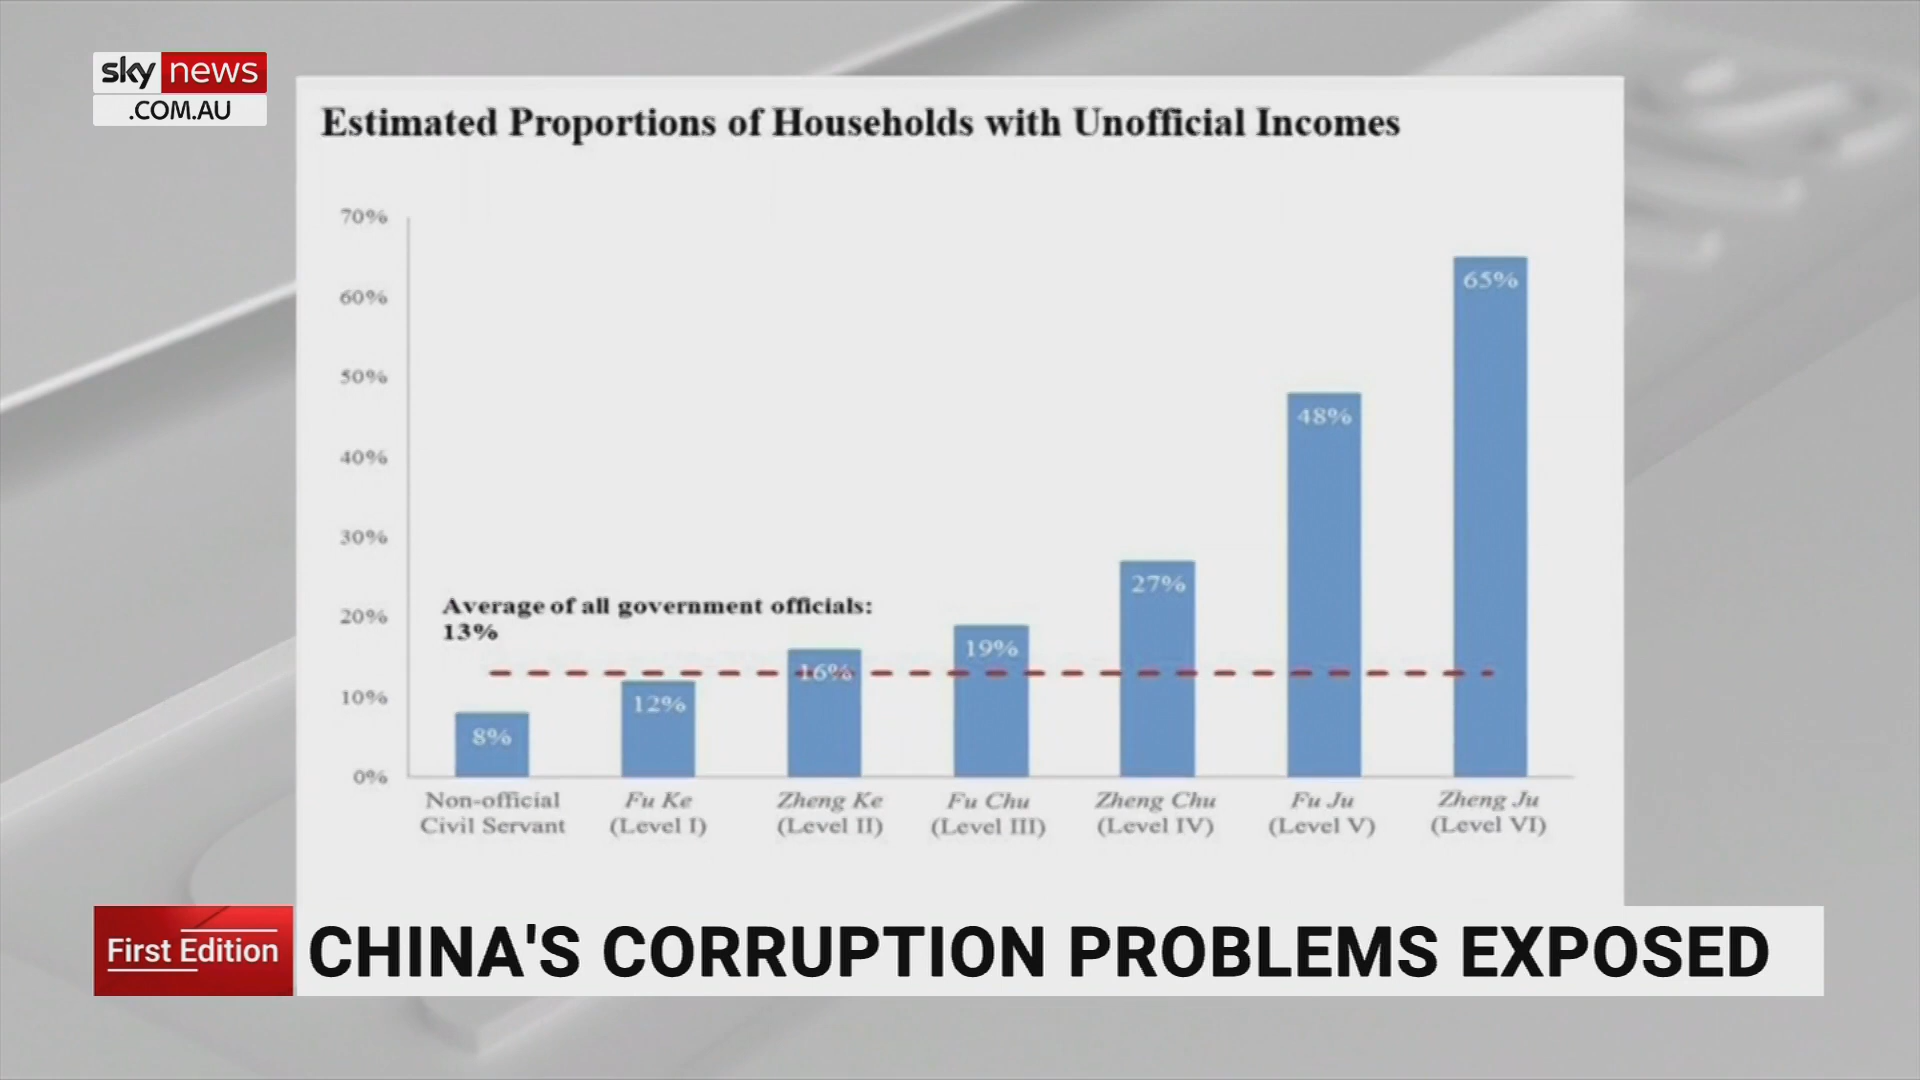 sky news
.COM.AU
Estimated Proportions of Households with Unofficial Incomes
70%
60%
50%
40%
30%
20%
10%
0%
Average of all government officials:
13%
8%
12%
16%
19%
27%
48%
65%
Non-official
Civil Servant
Fu Ke
(Level I)
Zheng Ke
(Level II)
Fu Chu
(Level III)
Zheng Chu
(Level IV)
Fu Ju
(Level V)
Zheng Ju
(Level VI)
First Edition
CHINA'S CORRUPTION PROBLEMS EXPOSED